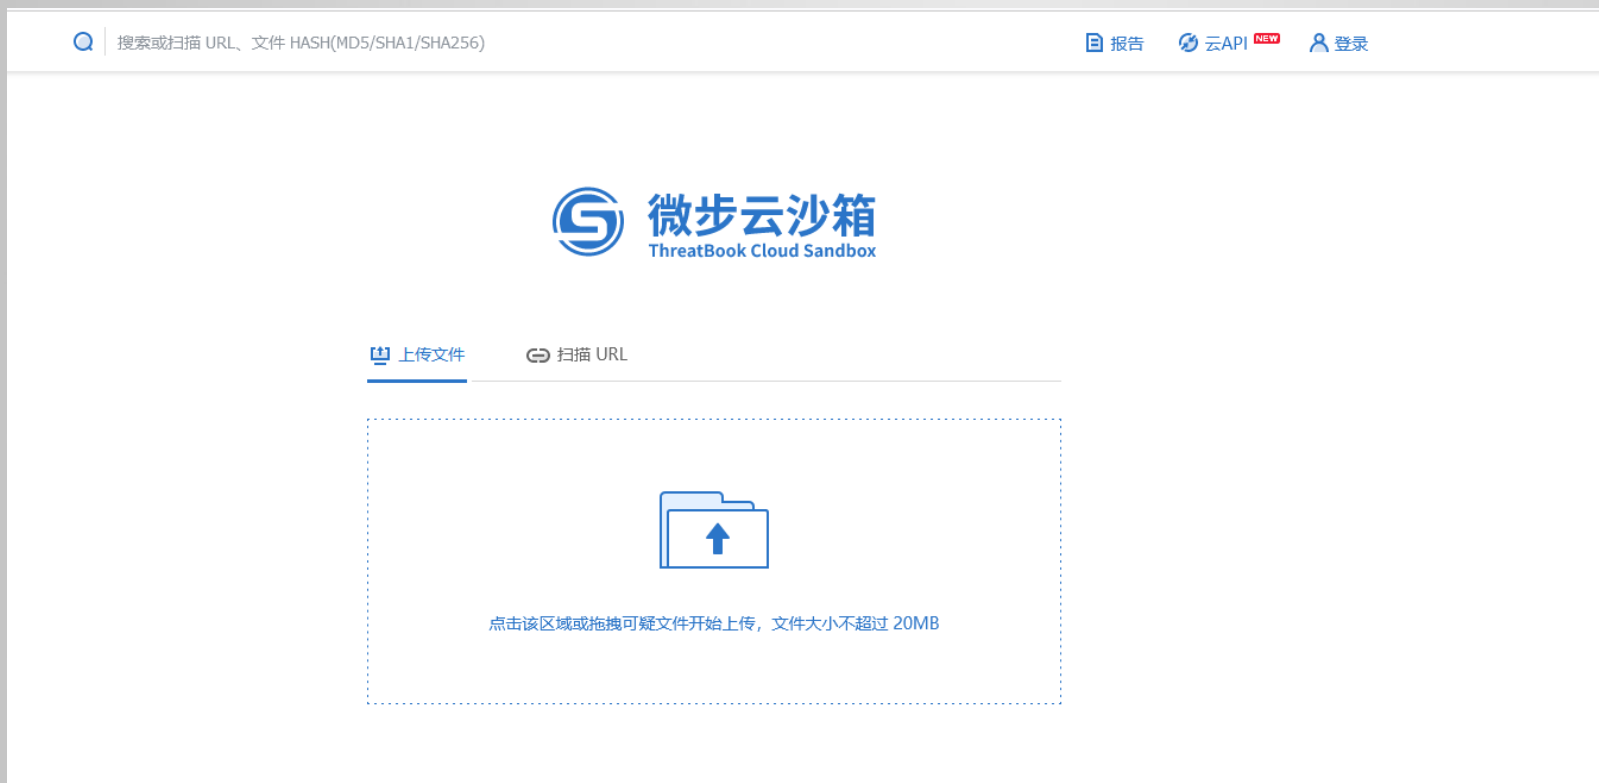 搜索或扫描 URL、文件 HASH(MD5/SHA1/SHA256)
报告
云API NEW
登录
微步云沙箱
ThreatBook Cloud Sandbox
上传文件
扫描 URL
点击该区域或拖拽可疑文件开始上传，文件大小不超过 20MB